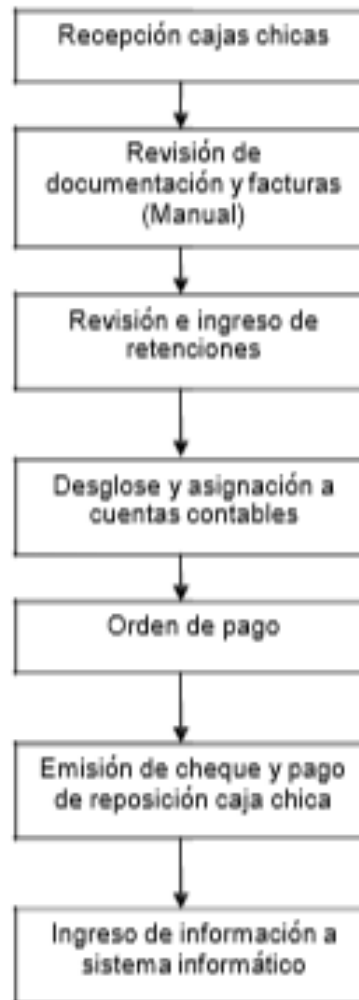 Recepción cajas chicas
Revisión de
documentación y facturas
(Manual)
Revisión e ingreso de
retenciones
Desglose y asignación a
cuentas contables
Orden de pago
Emisión de cheque y pago
de reposición caja chica
Ingreso de información a
sistema informático